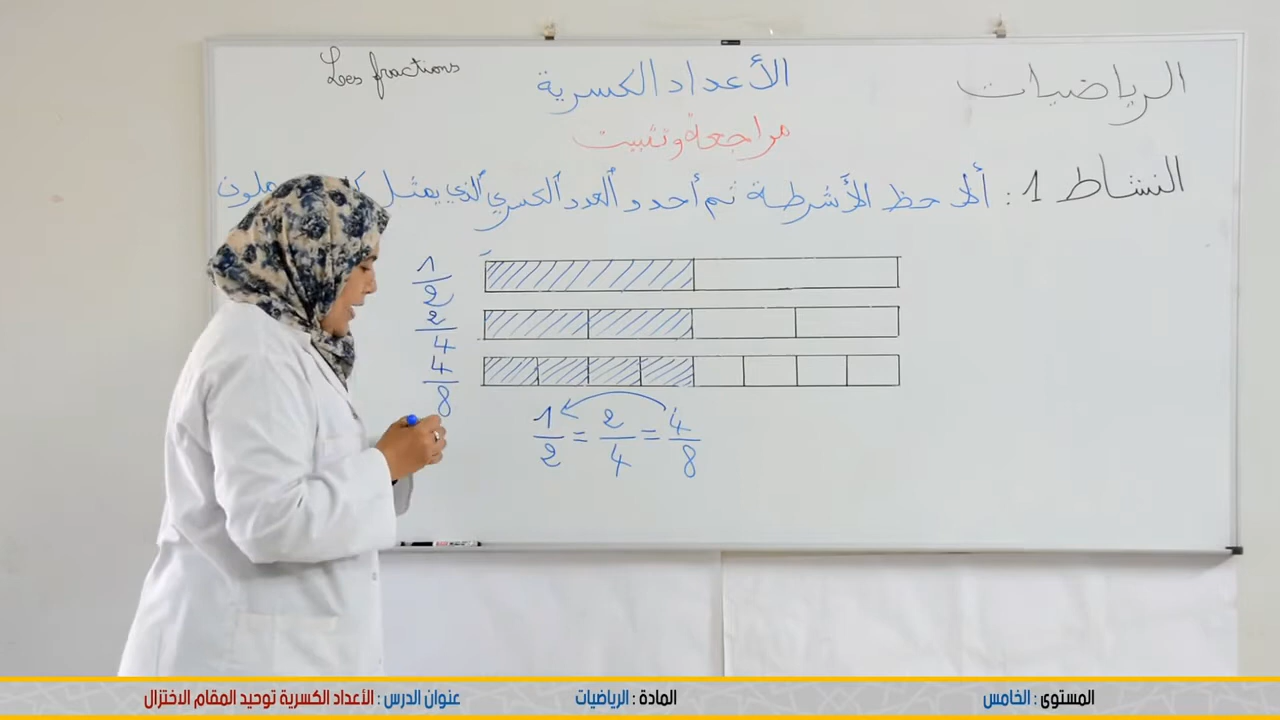 الرياضيات
الأعداد الكسرية
Les fractions
مراجعة وتثبيت
النشاط 1 : ألاحظ الأشرطة ثم أحدد العدد الكسري الذي يمثل ملون
1/2
2/4
4/8
1/2 = 2/4 = 4/8
المستوى : الخامس المادة : الرياضيات عنوان الدرس : الأعداد الكسرية توحيد المقام الاختزال